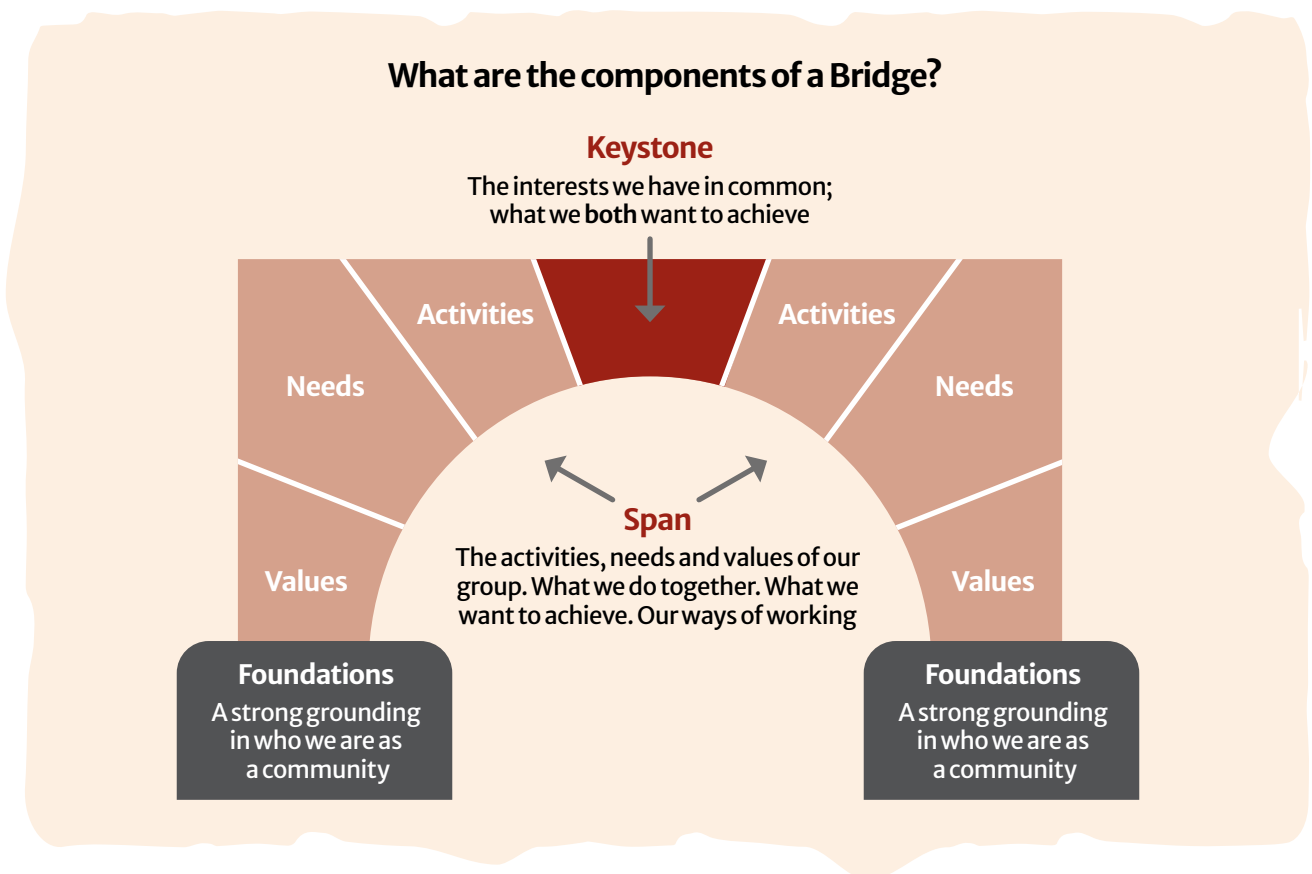 What are the components of a Bridge?
Keystone
The interests we have in common;
what we both want to achieve
Activities
Activities
Needs
Needs
Span
The activities, needs and values of our
group. What we do together. What we
want to achieve. Our ways of working
Values
Values
Foundations
A strong grounding
in who we are as
a community
Foundations
A strong grounding
in who we are as
a community